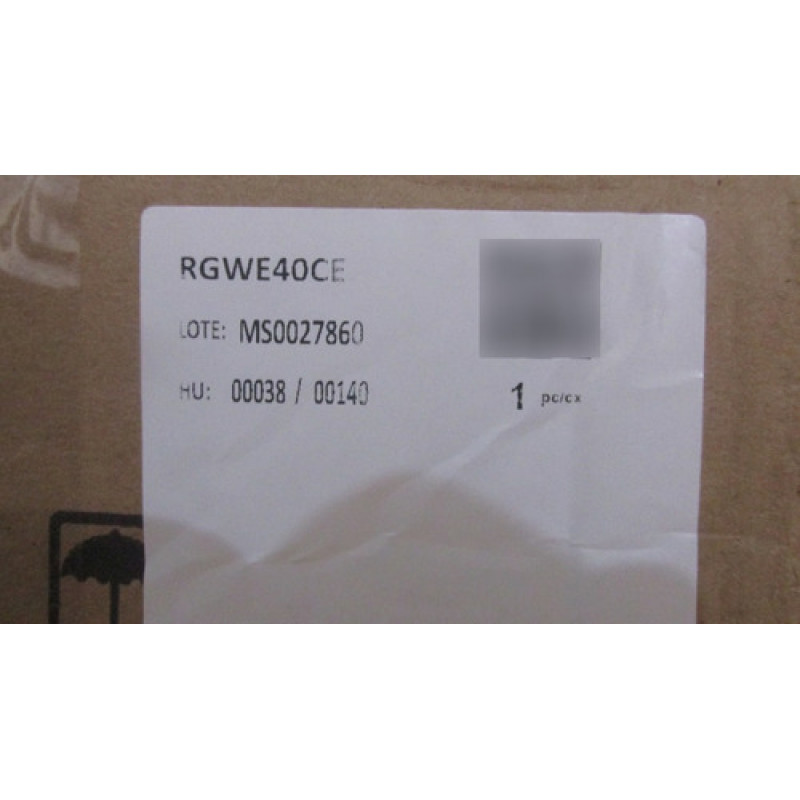 RGWE40CE
LOTE: MS0027860
HU: 00038 / 00140
1 pc/cx